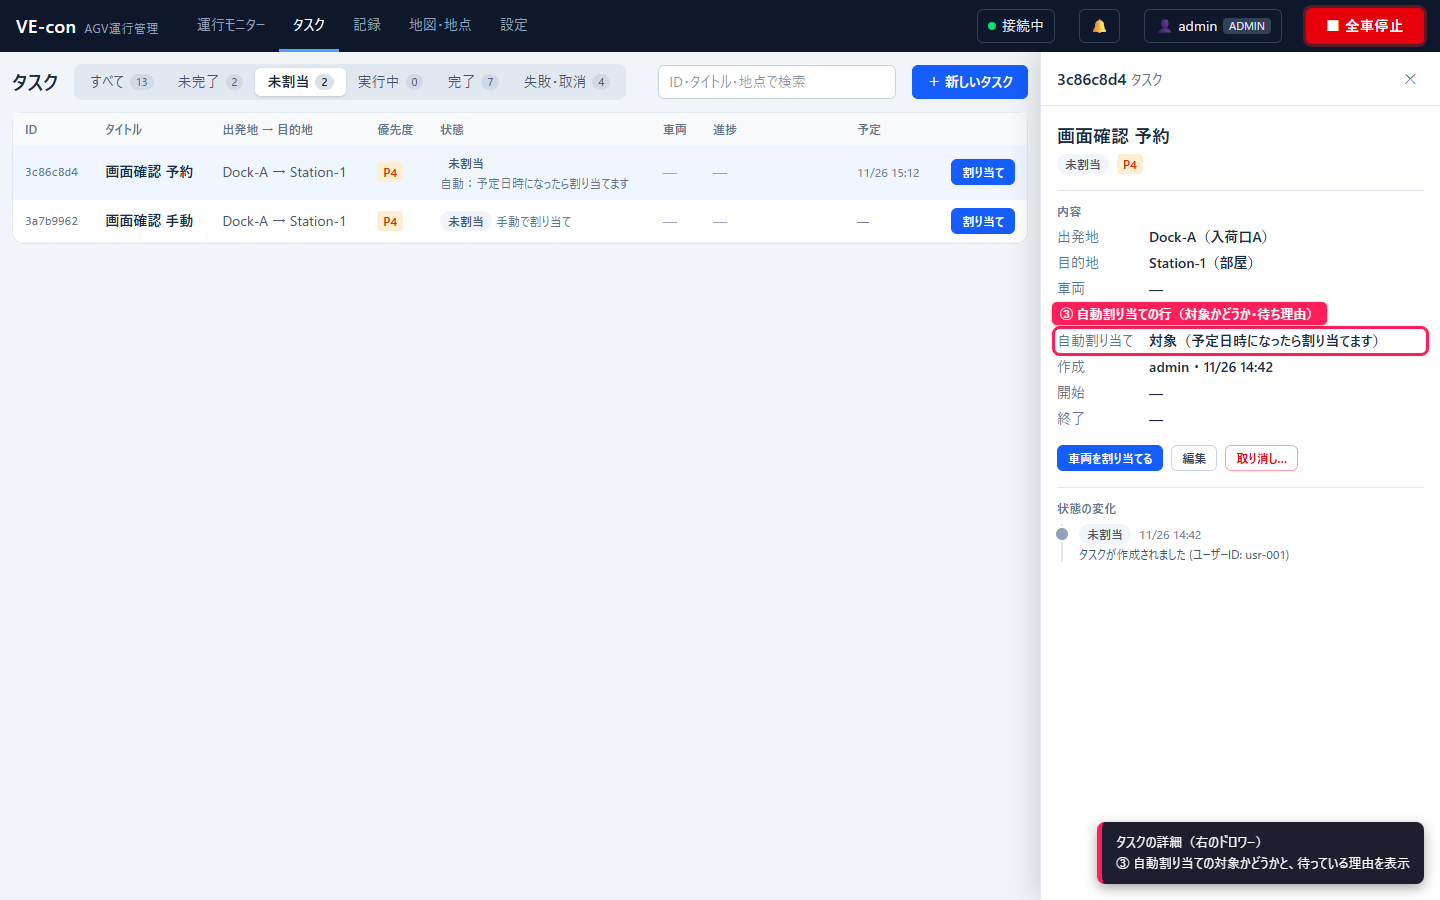 VE-con AGV運行管理
運行モニター
タスク
記録
地図・地点
設定
接続中
admin ADMIN
全車停止
タスク
すべて 13
未完了 2
未割当 2
実行中 0
完了 7
失敗・取消 4
ID・タイトル・地点で検索
＋ 新しいタスク
ID タイトル 出発地 → 目的地 優先度 状態 車両 進捗 予定
3c86c8d4 画面確認 予約 Dock-A → Station-1 P4 未割当 — — 11/26 15:12 割り当て
自動：予定日時になったら割り当てます
3a7b9962 画面確認 手動 Dock-A → Station-1 P4 未割当 手動で割り当て — — — 割り当て
3c86c8d4 タスク
画面確認 予約
未割当 P4
内容
出発地 Dock-A（入荷口A）
目的地 Station-1（部屋）
車両 —
③ 自動割り当ての行（対象かどうか・待ち理由）
自動割り当て 対象（予定日時になったら割り当てます）
作成 admin・11/26 14:42
開始 —
終了 —
車両を割り当てる
編集
取り消し...
状態の変化
未割当 11/26 14:42
タスクが作成されました (ユーザーID: usr-001)
タスクの詳細（右のドロワー）
③ 自動割り当ての対象かどうかと、待っている理由を表示